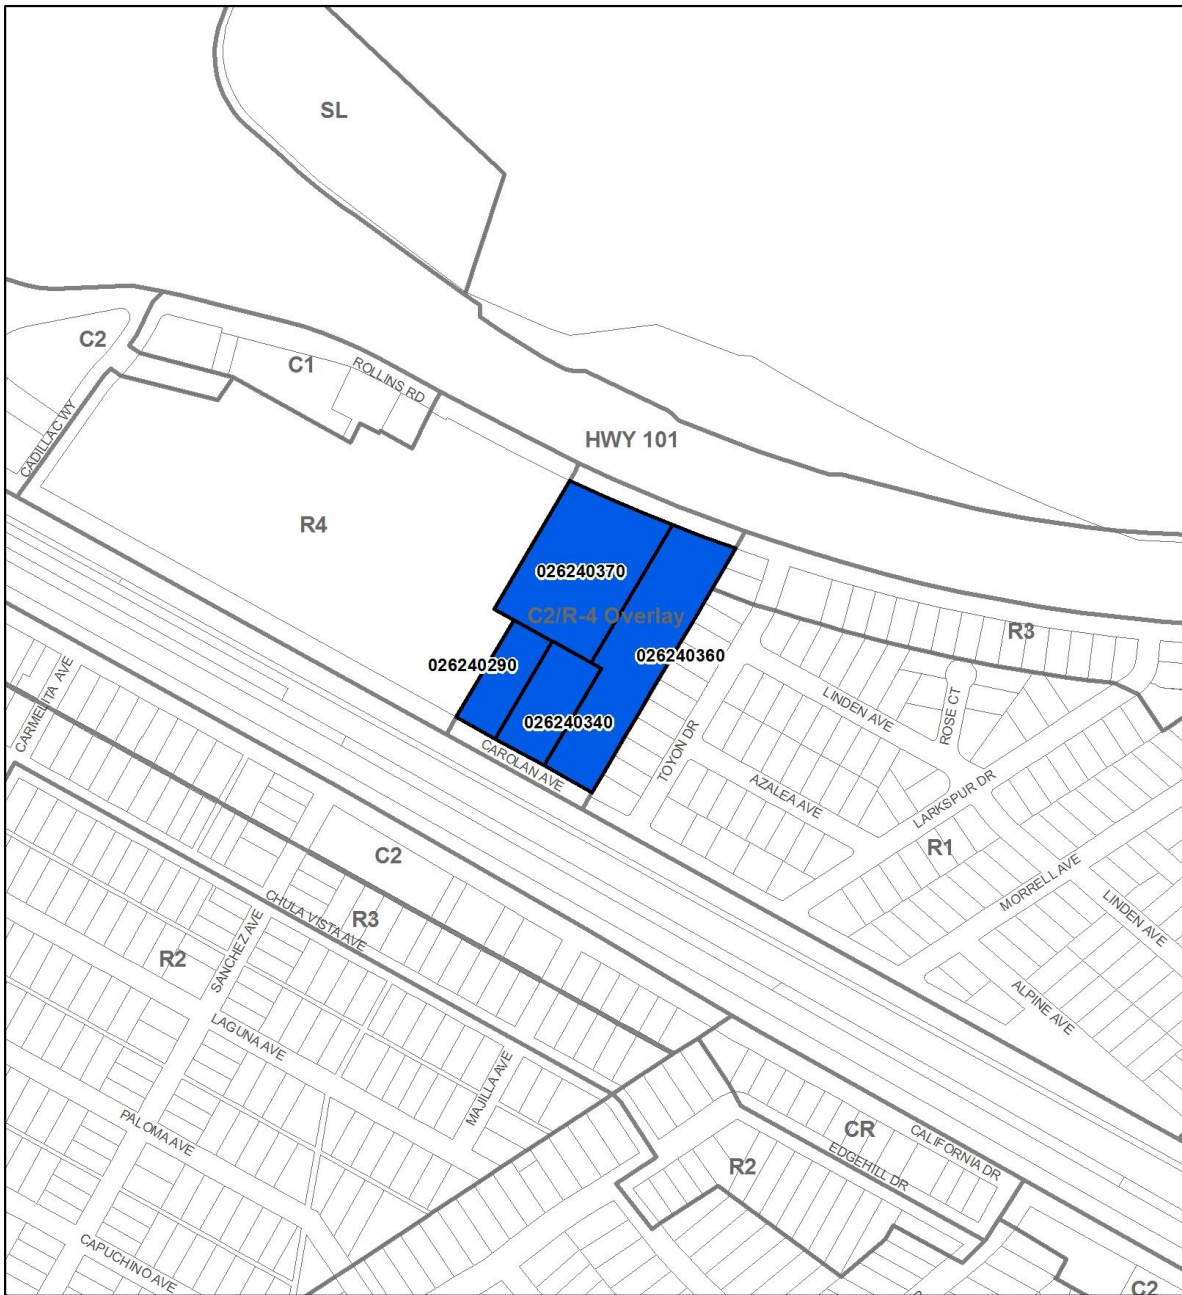 SL
C2
C1
ROLLINS RD
HWY 101
CADILLAC WY
R4
026240370
C2/R-4 Overlay
R3
026240290
026240360
CARMELITA AVE
LINDEN AVE
ROSE CT
026240340
TOYON DR
CAROLAN AVE
AZALEA AVE
LARKSPUR DR
C2
R1
MORRELL AVE
R3
CHULA VISTA AVE
LINDEN AVE
R2
SANCHEZ AVE
ALPINE AVE
LAGUNA AVE
MAJILLA AVE
PALOMA AVE
CR
CALIFORNIA DR
EDGEHILL DR
R2
CAPUCHINO AVE
C2